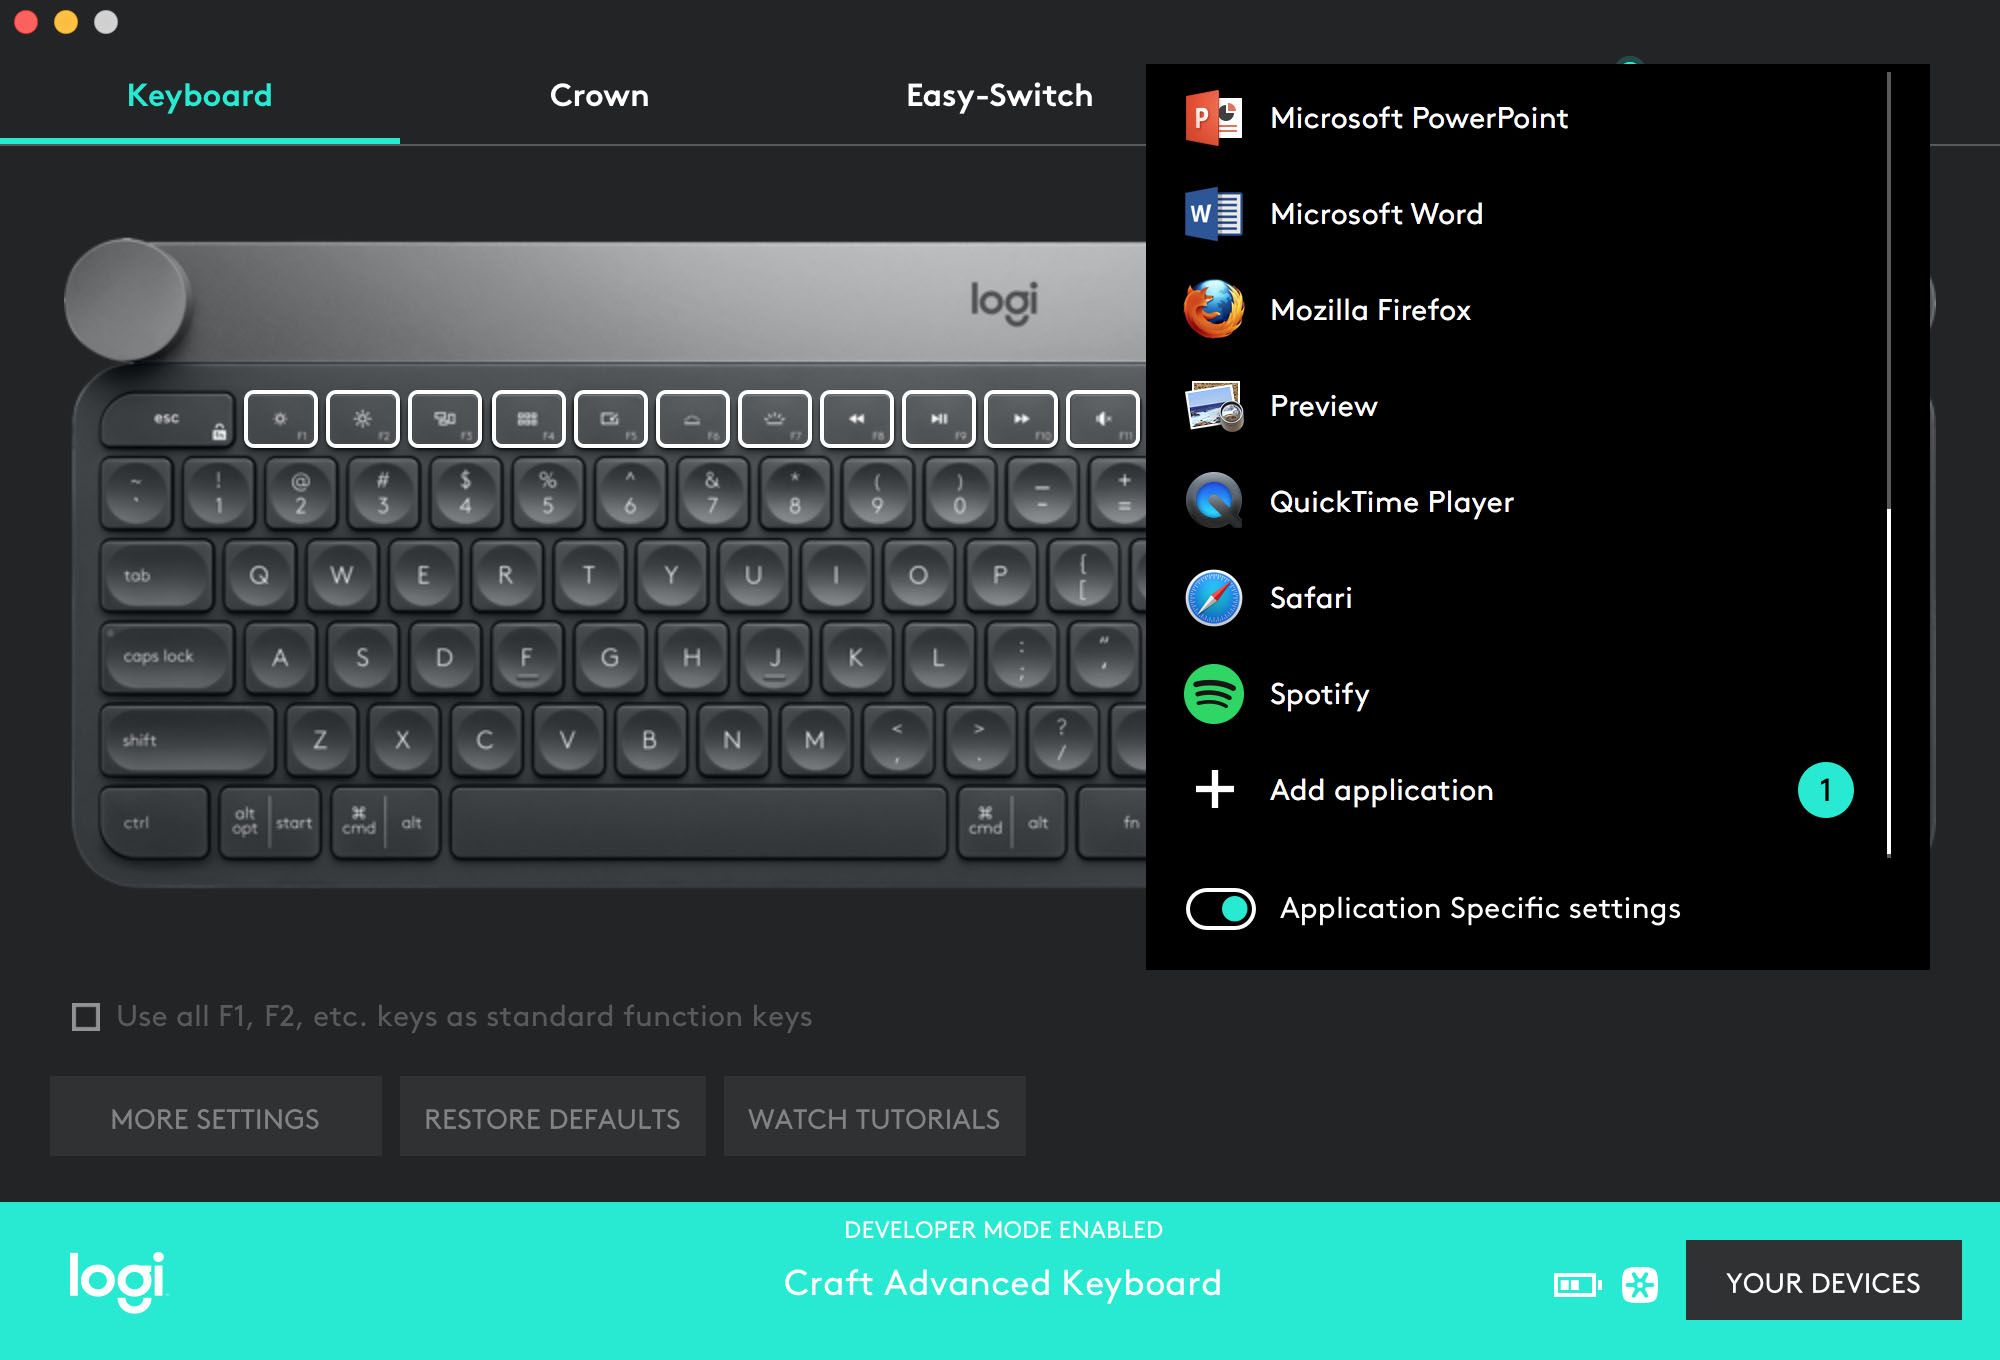 Keyboard
Crown
Easy-Switch
Microsoft PowerPoint
Microsoft Word
Mozilla Firefox
Preview
QuickTime Player
Safari
Spotify
Add application
1
Application Specific settings
logi
esc F1 F2 F3 F4 F5 F6 F7 F8 F9 F10 F11
~ ! @ # $ % ^ & * ( ) _ +
` 1 2 3 4 5 6 7 8 9 0 - =
tab Q W E R T Y U I O P { [
caps lock A S D F G H J K L : ; " '
shift Z X C V B N M < , > . ? /
ctrl alt opt start ⌘ cmd alt ⌘ cmd alt fn
Use all F1, F2, etc. keys as standard function keys
MORE SETTINGS
RESTORE DEFAULTS
WATCH TUTORIALS
DEVELOPER MODE ENABLED
logi
Craft Advanced Keyboard
YOUR DEVICES